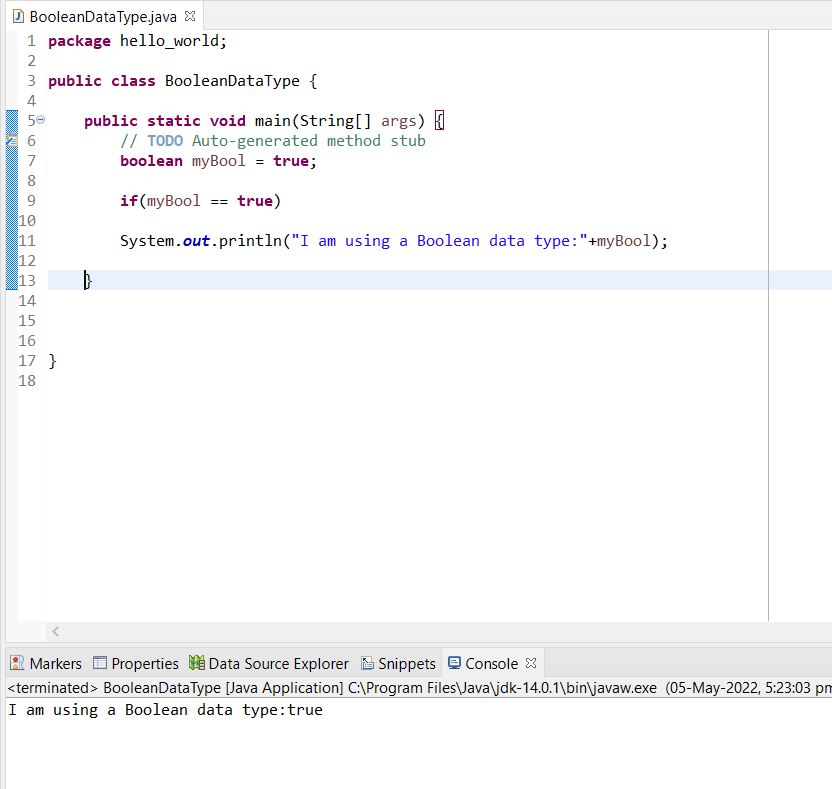 BooleanDataType.java
1 package hello_world;
2
3 public class BooleanDataType {
4
5 public static void main(String[] args) {
6 // TODO Auto-generated method stub
7 boolean myBool = true;
8
9 if(myBool == true)
10
11 System.out.println("I am using a Boolean data type:"+myBool);
12
13 }
14
15
16
17 }
18
Markers Properties Data Source Explorer Snippets Console
<terminated> BooleanDataType [Java Application] C:\Program Files\Java\jdk-14.0.1\bin\javaw.exe (05-May-2022, 5:23:03 pm
I am using a Boolean data type:true